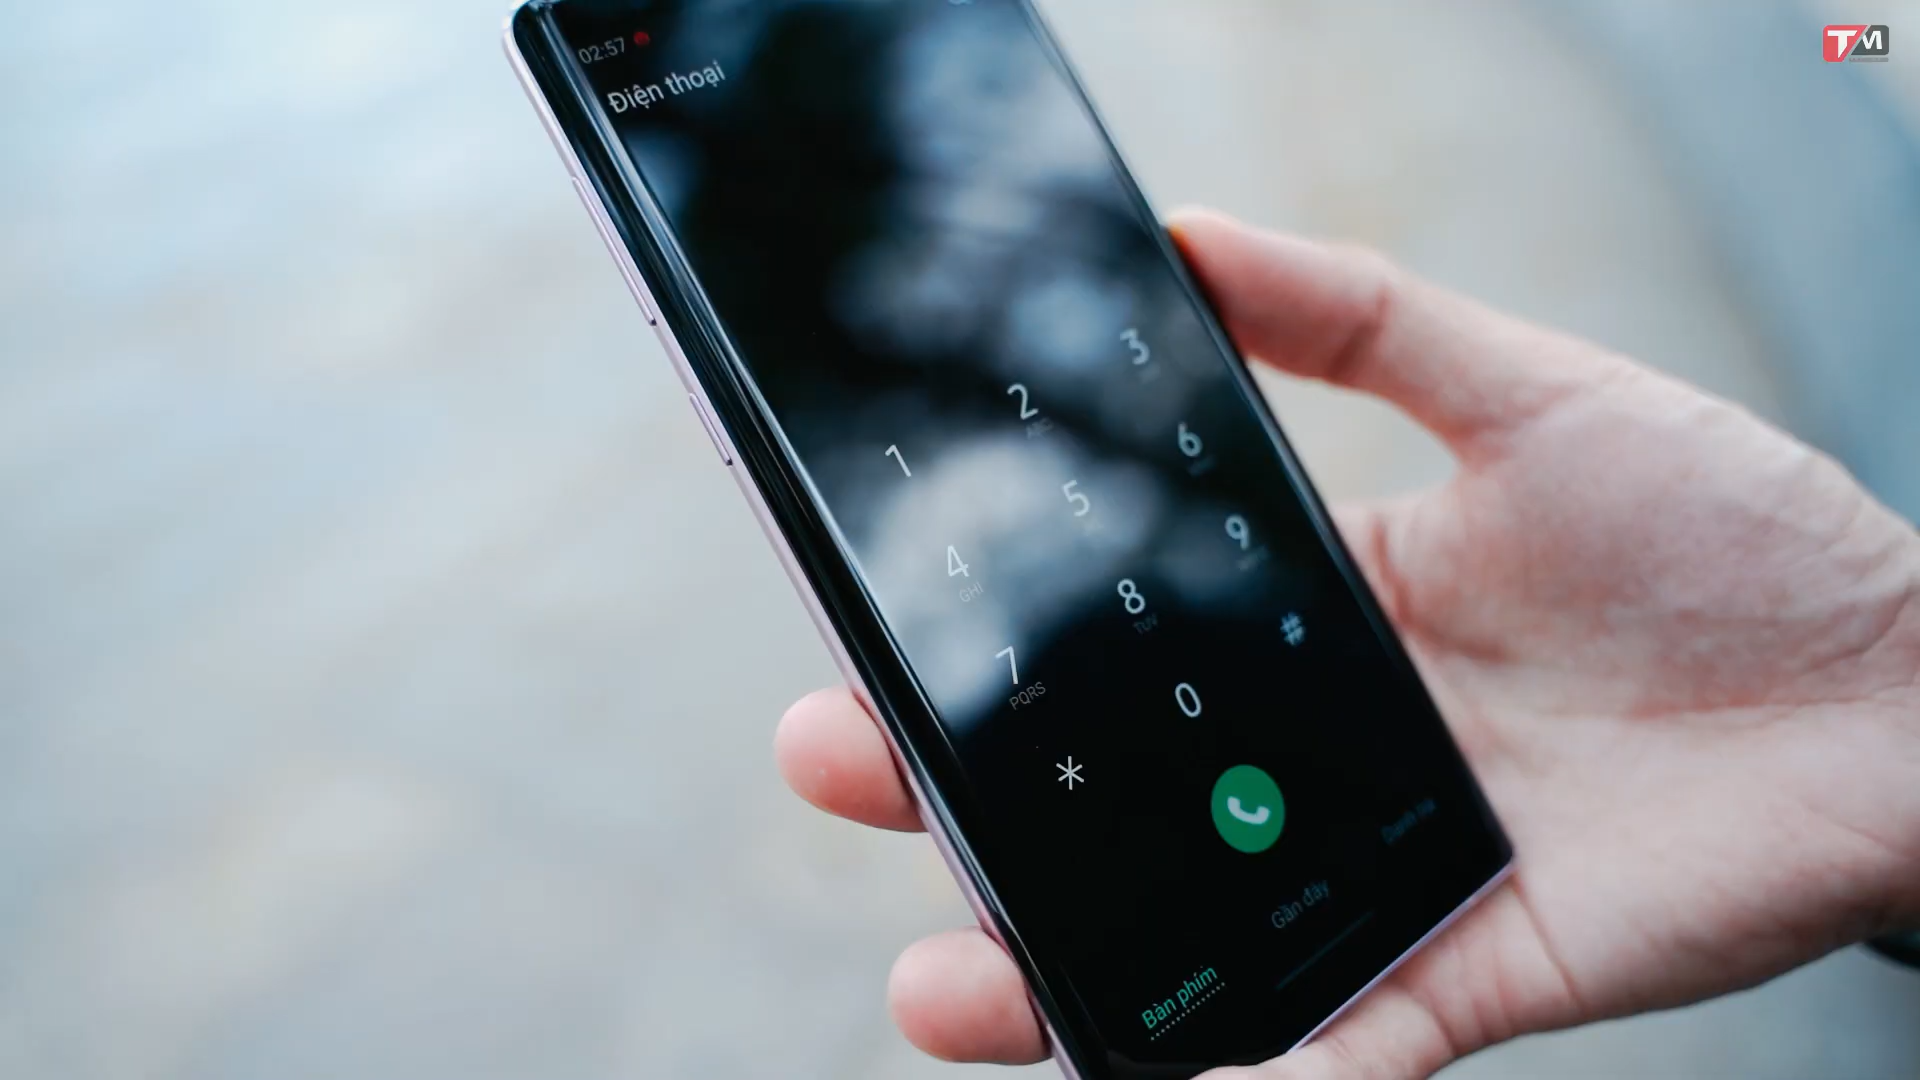 02:57
Điện thoại
1 2 3
ABC
4 5 6
GHI
7 8 9
PQRS TUV
* 0 #
Bàn phím Gần đây
TM